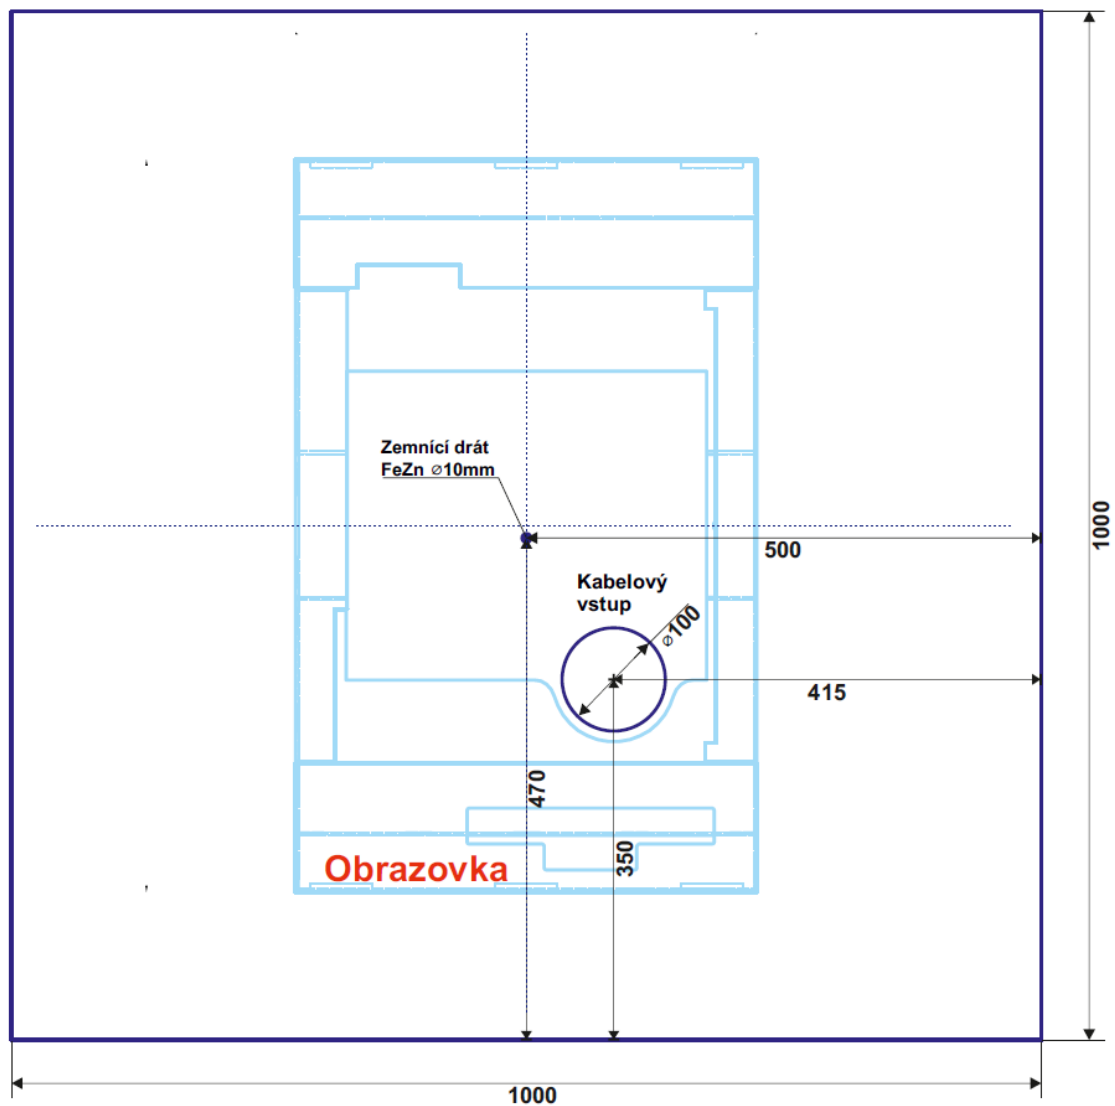 Zemnící drát
FeZn ⌀10mm
500
1000
Kabelový
vstup
⌀100
415
470
350
Obrazovka
1000